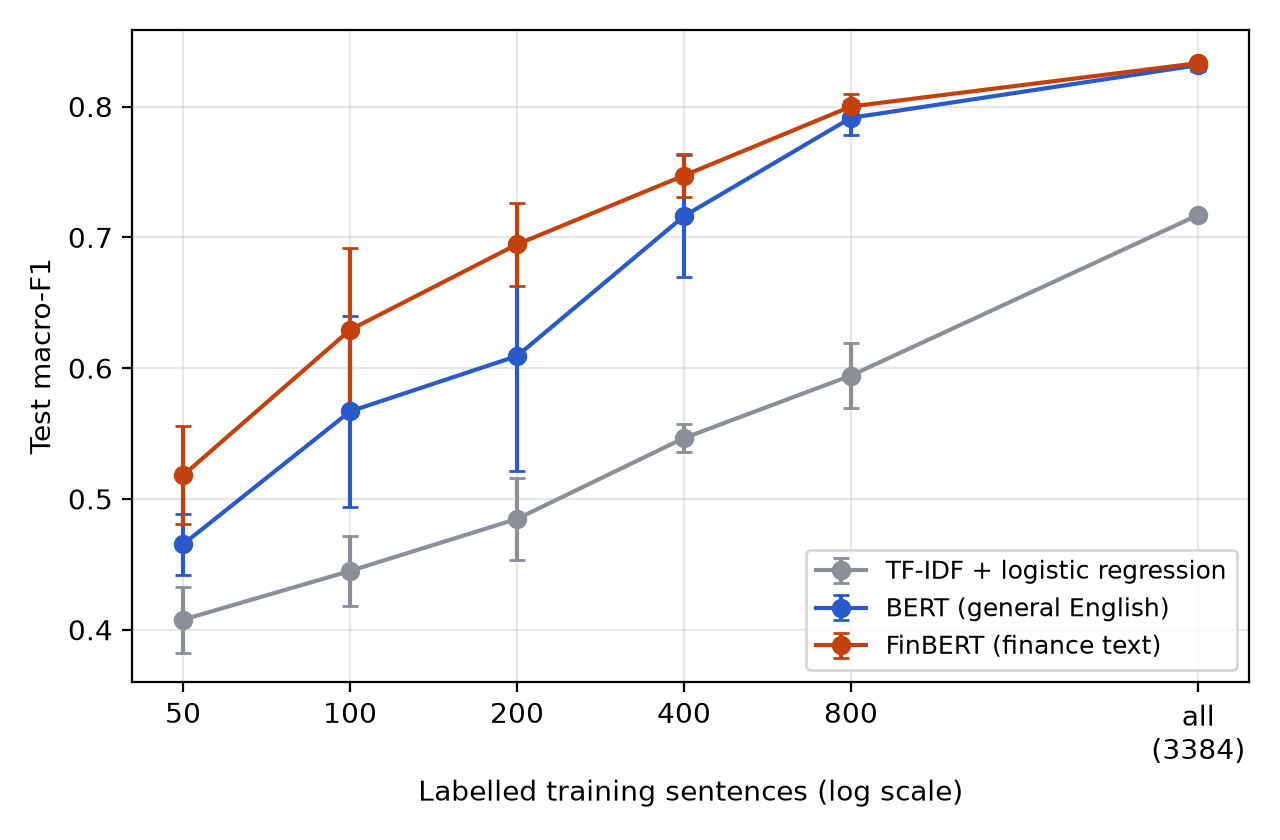 Test macro-F1
0.8
0.7
0.6
0.5
0.4
TF-IDF + logistic regression
BERT (general English)
FinBERT (finance text)
50 100 200 400 800 all
(3384)
Labelled training sentences (log scale)